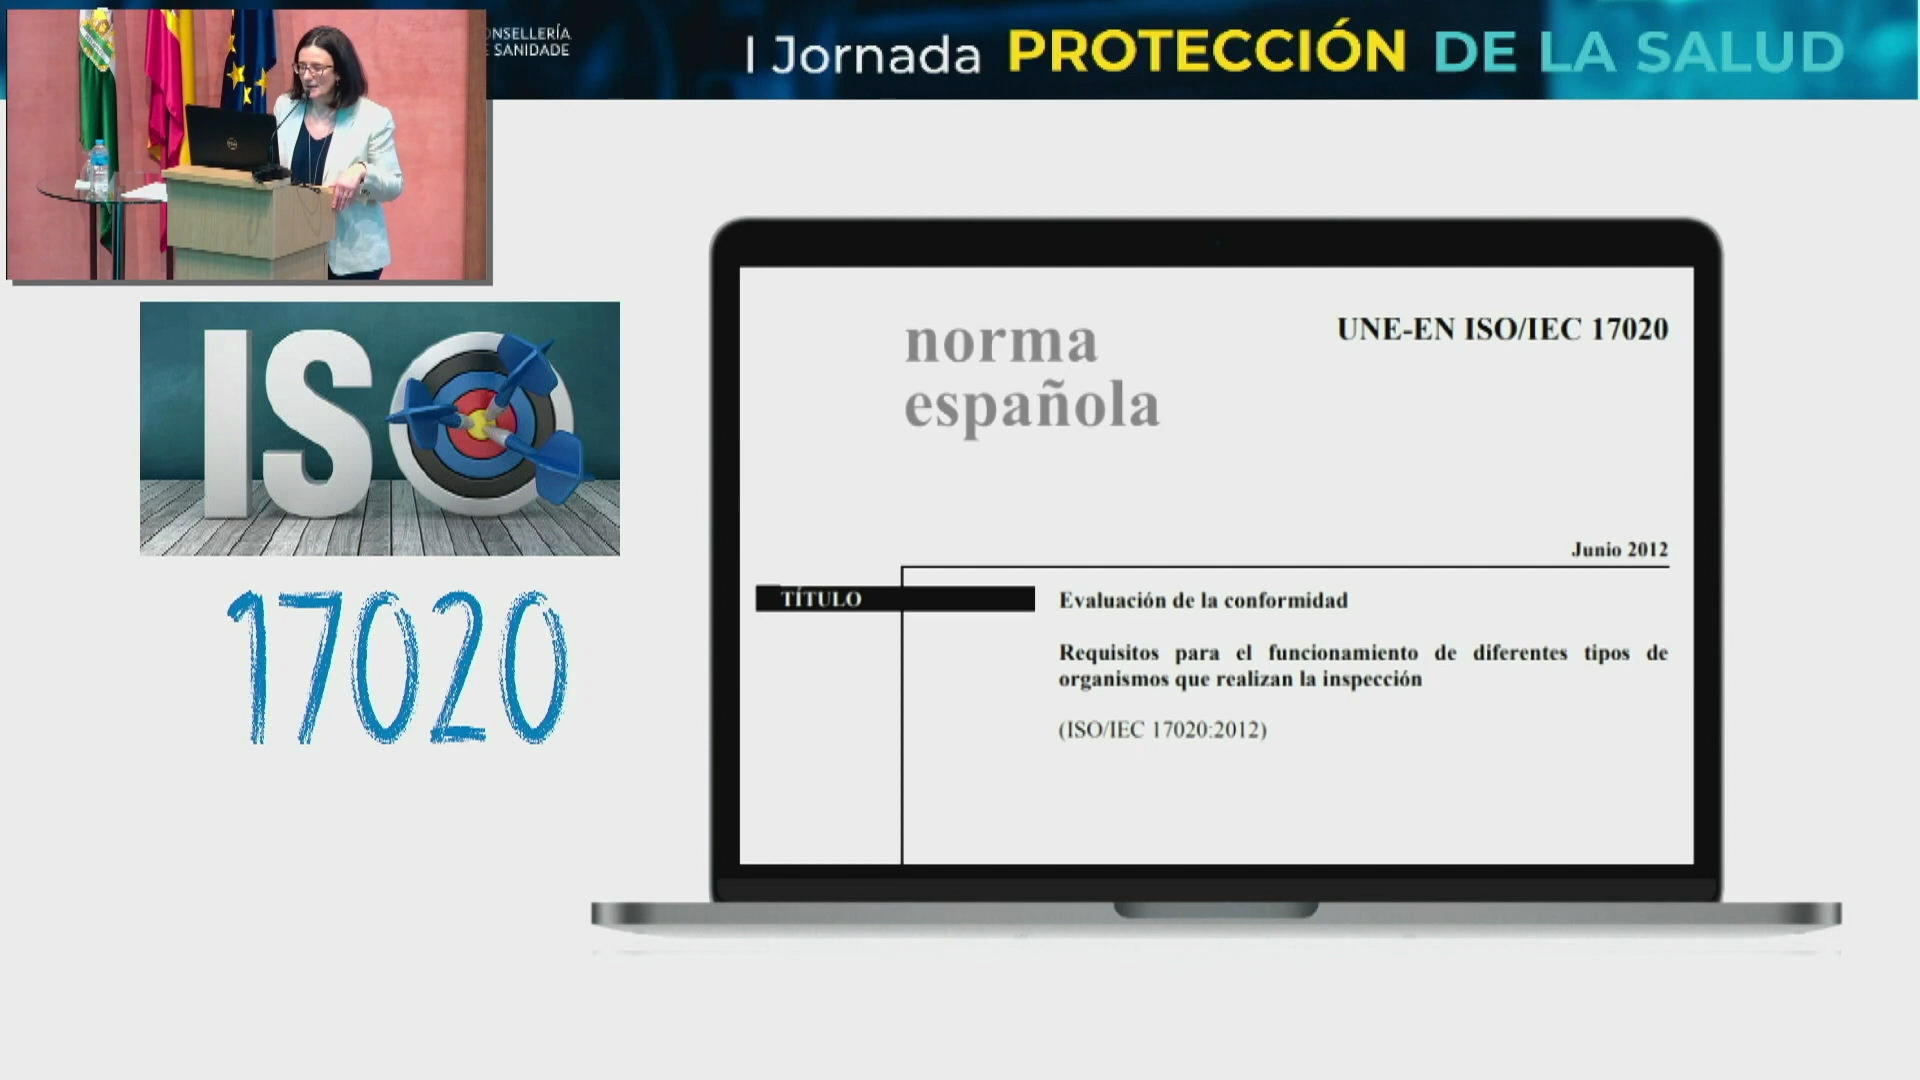 ONSELLERÍA
SANIDADE
I Jornada PROTECCIÓN DE LA SALUD
ISO
17020
norma
española
UNE-EN ISO/IEC 17020
Junio 2012
TÍTULO
Evaluación de la conformidad
Requisitos para el funcionamiento de diferentes tipos de
organismos que realizan la inspección
(ISO/IEC 17020:2012)